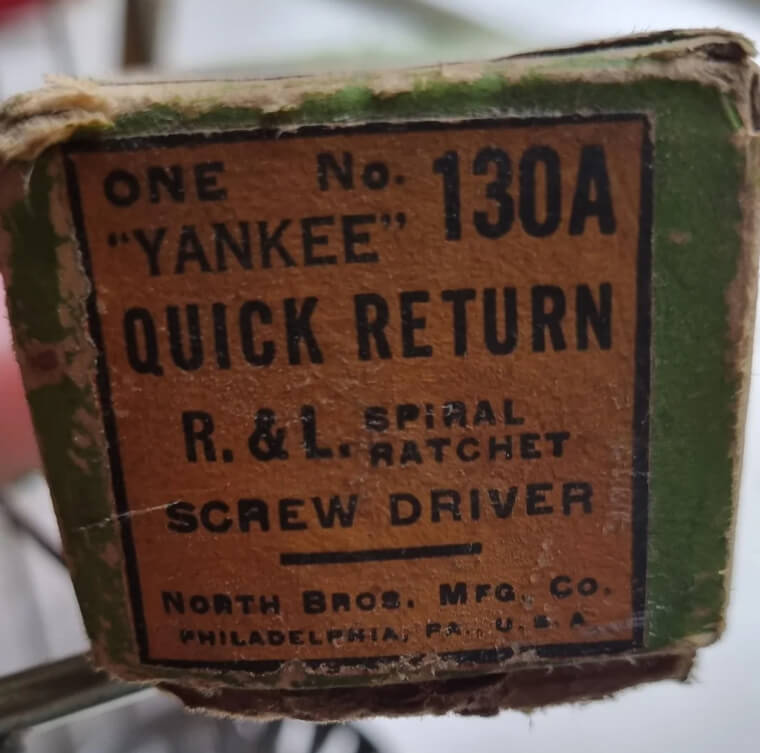 ONE No. 130A
"YANKEE"
QUICK RETURN
R. & L. SPIRAL
RATCHET
SCREW DRIVER
NORTH BROS. MFG. CO.
PHILADELPHIA, PA., U.S.A.